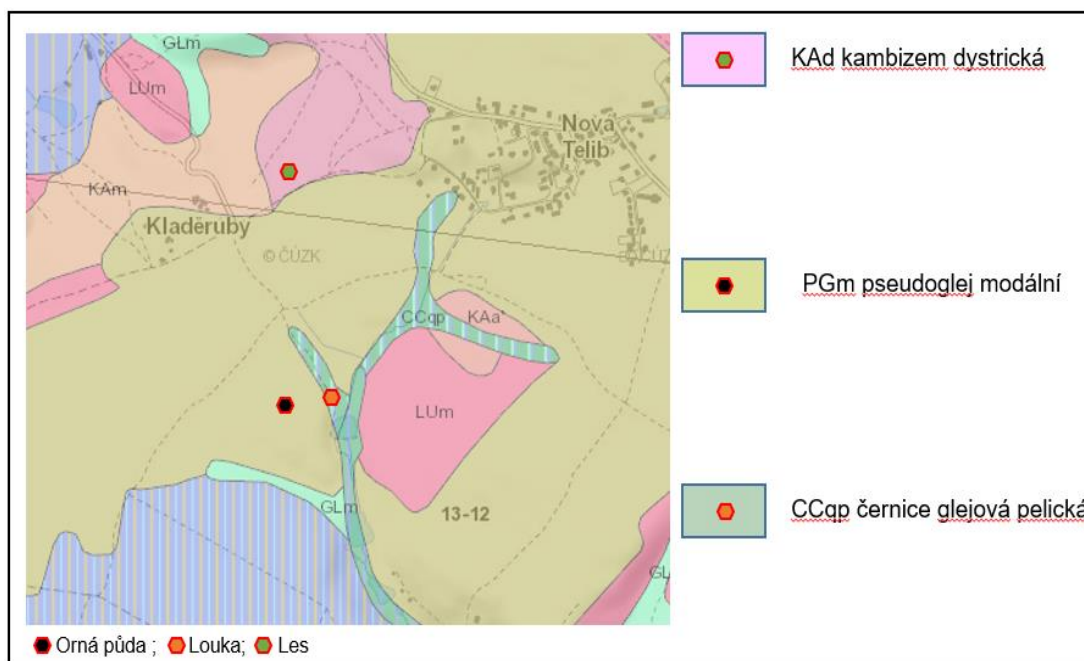 GLm
LUm
KAm
Nová
Telib
Kladěruby
© ČÚZK
CCqp
KAa'
LUm
GLm
13-12
GL
KAd kambizem dystrická
PGm pseudoglej modální
CCqp černice glejová pelická
Orná půda ; Louka; Les